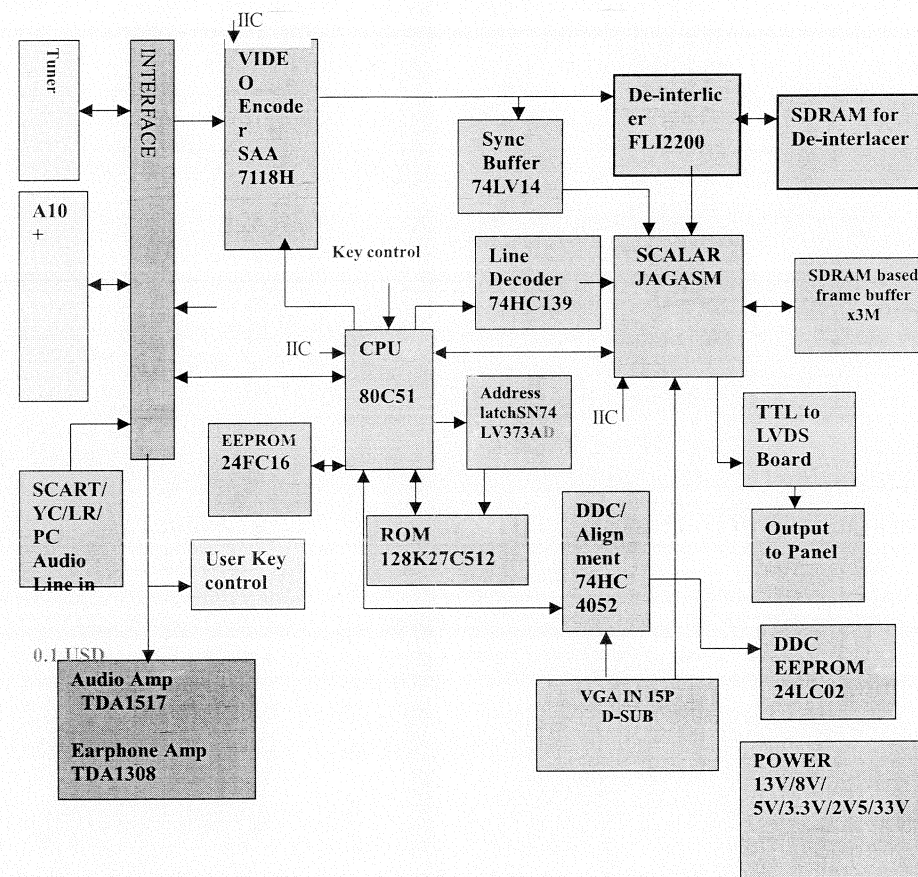 IIC
Tuner
INTERFACE
VIDE
O
Encode
r
SAA
7118H
De-interlic
er
FLI2200
SDRAM for
De-interlacer
Sync
Buffer
74LV14
A10
+
Key control
Line
Decoder
74HC139
SCALAR
JAGASM
SDRAM based
frame buffer
x3M
IIC
CPU
80C51
Address
latchSN74
LV373AD
IIC
TTL to
LVDS
Board
EEPROM
24FC16
SCART/
YC/LR/
PC
Audio
Line in
ROM
128K27C512
DDC/
Align
ment
74HC
4052
Output
to Panel
User Key
control
0.1 USD
Audio Amp
TDA1517
Earphone Amp
TDA1308
DDC
EEPROM
24LC02
VGA IN 15P
D-SUB
POWER
13V/8V/
5V/3.3V/2V5/33V